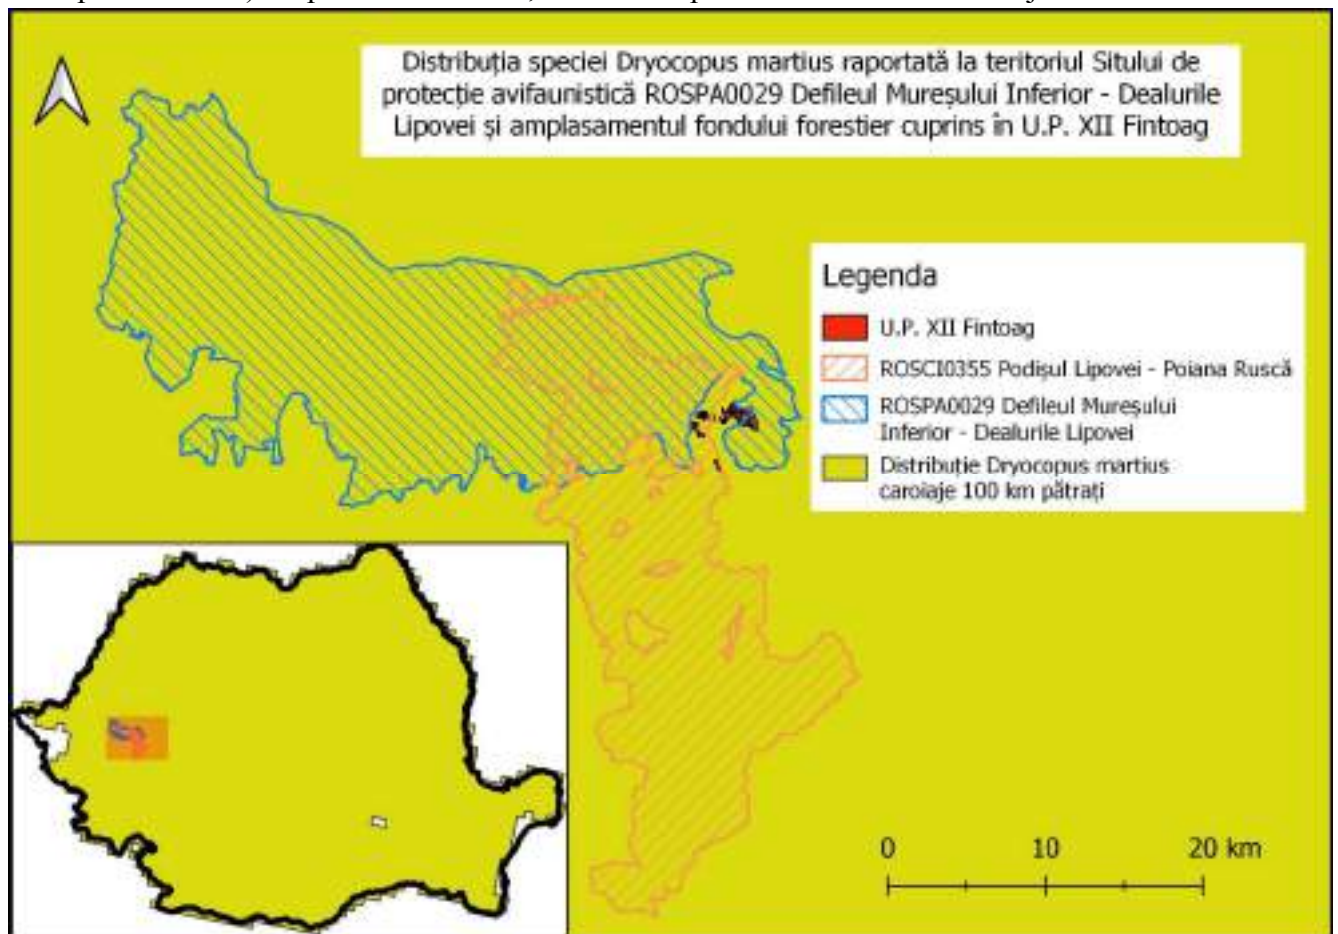 Distribuția speciei Dryocopus martius raportată la teritoriul Sitului de
protecție avifaunistică ROSPA0029 Defileul Mureșului Inferior - Dealurile
Lipovei și amplasamentul fondului forestier cuprins în U.P. XII Fintoag
Legenda
U.P. XII Fintoag
ROSCI0355 Podișul Lipovei - Poiana Ruscă
ROSPA0029 Defileul Mureșului
Inferior - Dealurile Lipovei
Distribuție Dryocopus martius
caroiaje 100 km pătrați
0 10 20 km